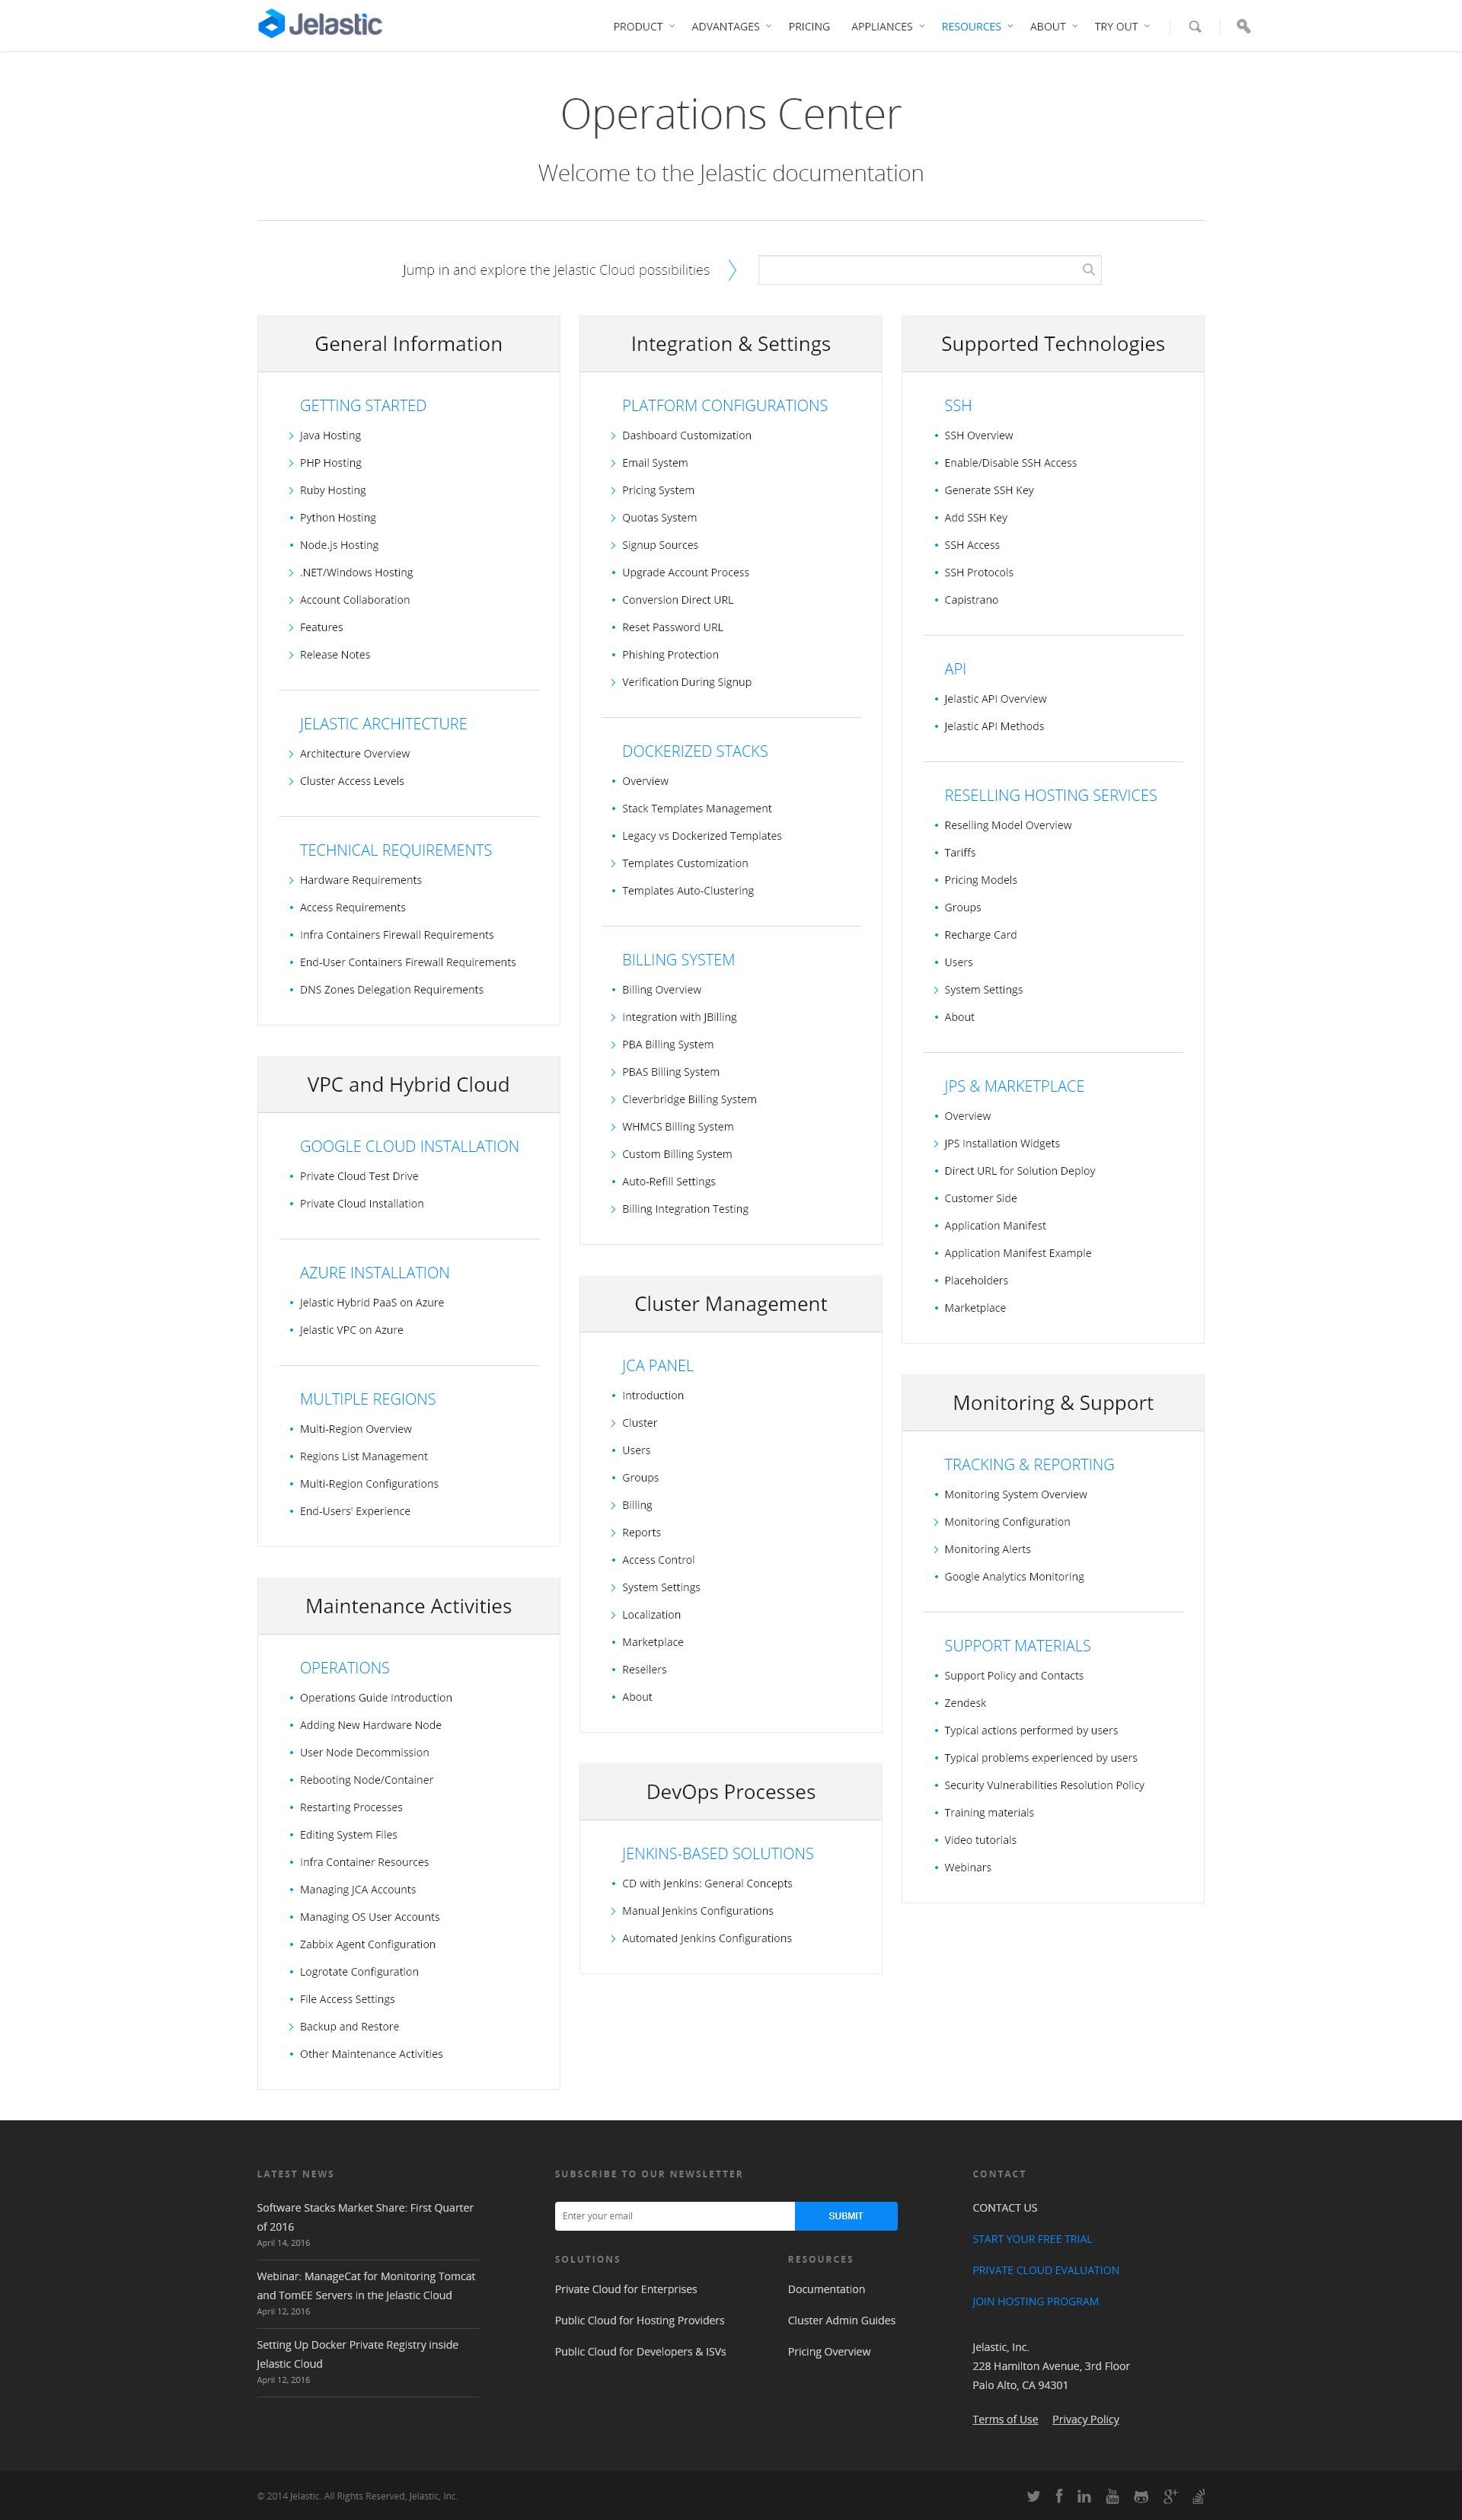 Jelastic
PRODUCT ADVANTAGES PRICING APPLIANCES RESOURCES ABOUT TRY OUT
Operations Center
Welcome to the Jelastic documentation
Jump in and explore the Jelastic Cloud possibilities
General Information
GETTING STARTED
Java Hosting
PHP Hosting
Ruby Hosting
Python Hosting
Node.js Hosting
.NET/Windows Hosting
Account Collaboration
Features
Release Notes
JELASTIC ARCHITECTURE
Architecture Overview
Cluster Access Levels
TECHNICAL REQUIREMENTS
Hardware Requirements
Access Requirements
Infra Containers Firewall Requirements
End-User Containers Firewall Requirements
DNS Zones Delegation Requirements
VPC and Hybrid Cloud
GOOGLE CLOUD INSTALLATION
Private Cloud Test Drive
Private Cloud Installation
AZURE INSTALLATION
Jelastic Hybrid PaaS on Azure
Jelastic VPC on Azure
MULTIPLE REGIONS
Multi-Region Overview
Regions List Management
Multi-Region Configurations
End-Users' Experience
Maintenance Activities
OPERATIONS
Operations Guide Introduction
Adding New Hardware Node
User Node Decommission
Rebooting Node/Container
Restarting Processes
Editing System Files
Infra Container Resources
Managing JCA Accounts
Managing OS User Accounts
Zabbix Agent Configuration
Logrotate Configuration
File Access Settings
Backup and Restore
Other Maintenance Activities
Integration & Settings
PLATFORM CONFIGURATIONS
Dashboard Customization
Email System
Pricing System
Quotas System
Signup Sources
Upgrade Account Process
Conversion Direct URL
Reset Password URL
Phishing Protection
Verification During Signup
DOCKERIZED STACKS
Overview
Stack Templates Management
Legacy vs Dockerized Templates
Templates Customization
Templates Auto-Clustering
BILLING SYSTEM
Billing Overview
Integration with JBilling
PBA Billing System
PBAS Billing System
Cleverbridge Billing System
WHMCS Billing System
Custom Billing System
Auto-Refill Settings
Billing Integration Testing
Cluster Management
JCA PANEL
Introduction
Cluster
Users
Groups
Billing
Reports
Access Control
System Settings
Localization
Marketplace
Resellers
About
DevOps Processes
JENKINS-BASED SOLUTIONS
CD with Jenkins: General Concepts
Manual Jenkins Configurations
Automated Jenkins Configurations
Supported Technologies
SSH
SSH Overview
Enable/Disable SSH Access
Generate SSH Key
Add SSH Key
SSH Access
SSH Protocols
Capistrano
API
Jelastic API Overview
Jelastic API Methods
RESELLING HOSTING SERVICES
Reselling Model Overview
Tariffs
Pricing Models
Groups
Recharge Card
Users
System Settings
About
JPS & MARKETPLACE
Overview
JPS Installation Widgets
Direct URL for Solution Deploy
Customer Side
Application Manifest
Application Manifest Example
Placeholders
Marketplace
Monitoring & Support
TRACKING & REPORTING
Monitoring System Overview
Monitoring Configuration
Monitoring Alerts
Google Analytics Monitoring
SUPPORT MATERIALS
Support Policy and Contacts
Zendesk
Typical actions performed by users
Typical problems experienced by users
Security Vulnerabilities Resolution Policy
Training materials
Video tutorials
Webinars
LATEST NEWS
Software Stacks Market Share: First Quarter
of 2016
April 14, 2016
Webinar: ManageCat for Monitoring Tomcat
and TomEE Servers in the Jelastic Cloud
April 12, 2016
Setting Up Docker Private Registry inside
Jelastic Cloud
April 12, 2016
SUBSCRIBE TO OUR NEWSLETTER
Enter your email SUBMIT
SOLUTIONS
Private Cloud for Enterprises
Public Cloud for Hosting Providers
Public Cloud for Developers & ISVs
RESOURCES
Documentation
Cluster Admin Guides
Pricing Overview
CONTACT
CONTACT US
START YOUR FREE TRIAL
PRIVATE CLOUD EVALUATION
JOIN HOSTING PROGRAM
Jelastic, Inc.
228 Hamilton Avenue, 3rd Floor
Palo Alto, CA 94301
Terms of Use Privacy Policy
© 2014 Jelastic. All Rights Reserved, Jelastic, Inc.